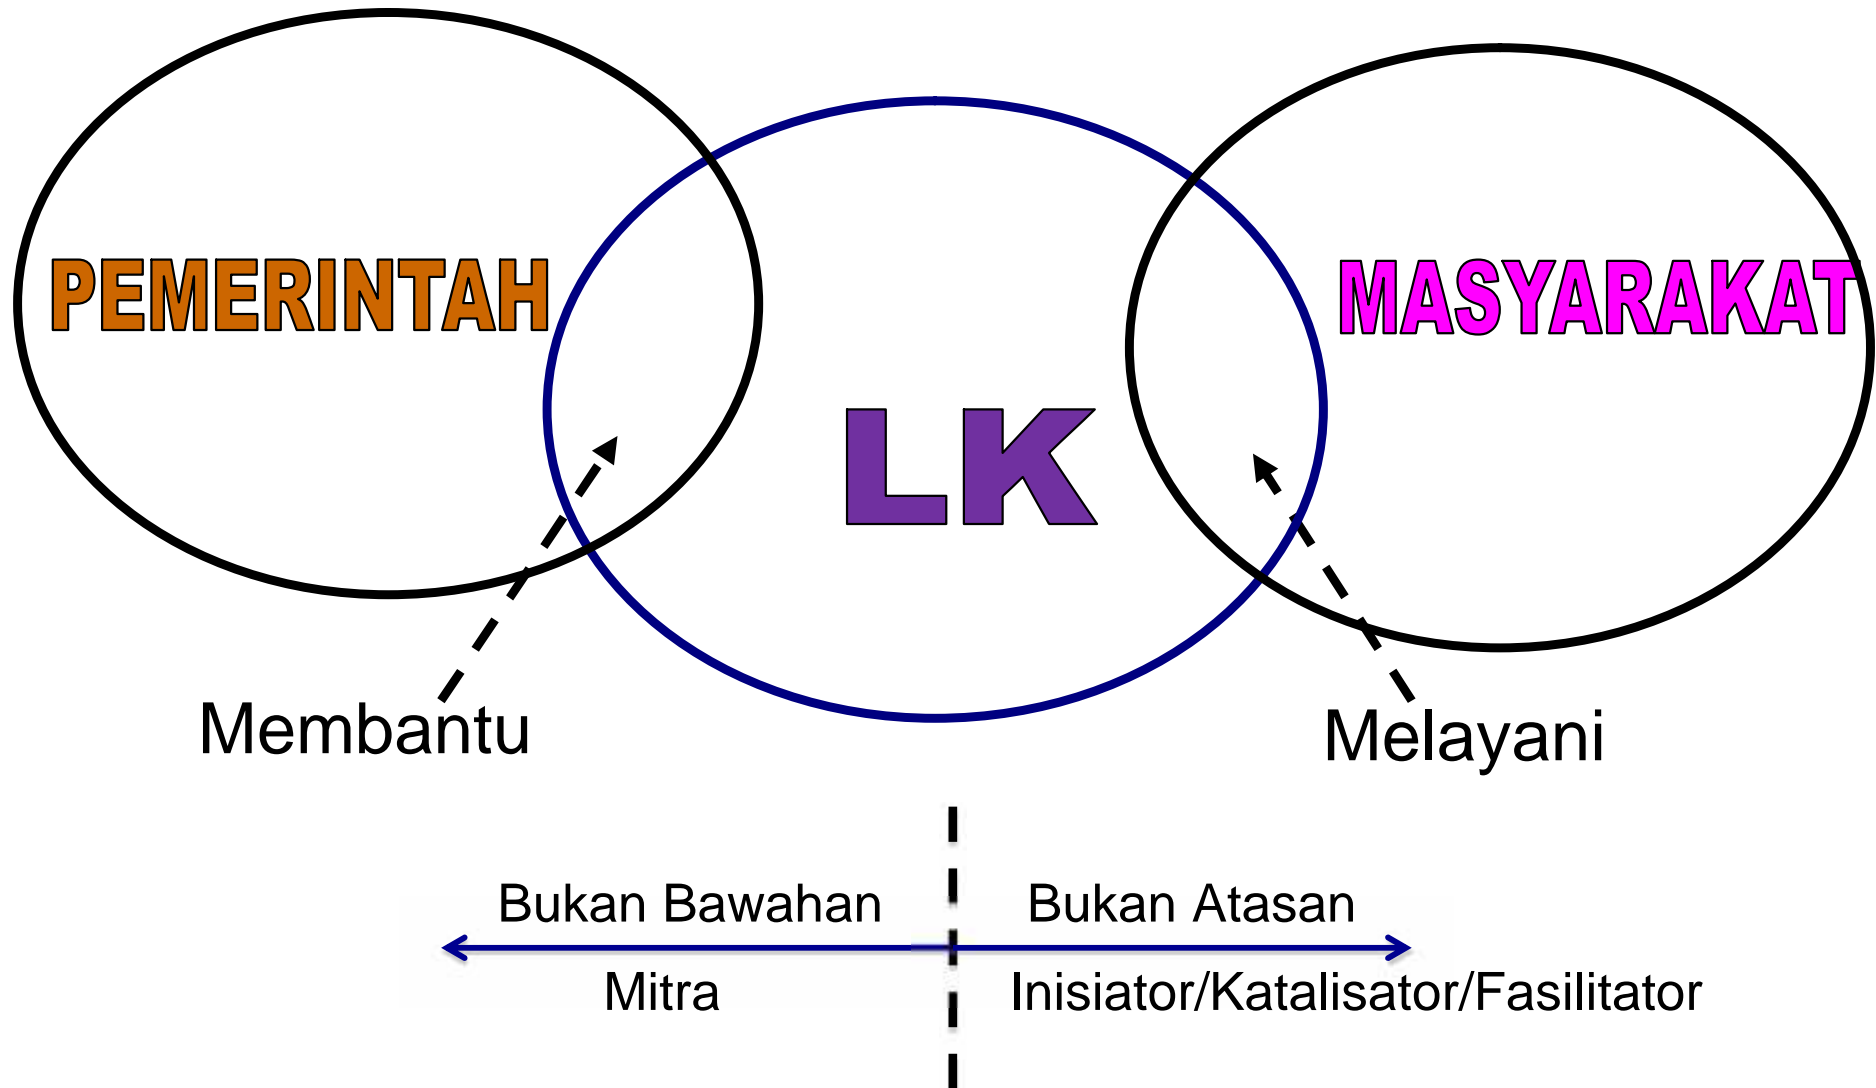 PEMERINTAH
MASYARAKAT
LK
Membantu
Melayani
Bukan Bawahan
Bukan Atasan
Mitra
Inisiator/Katalisator/Fasilitator